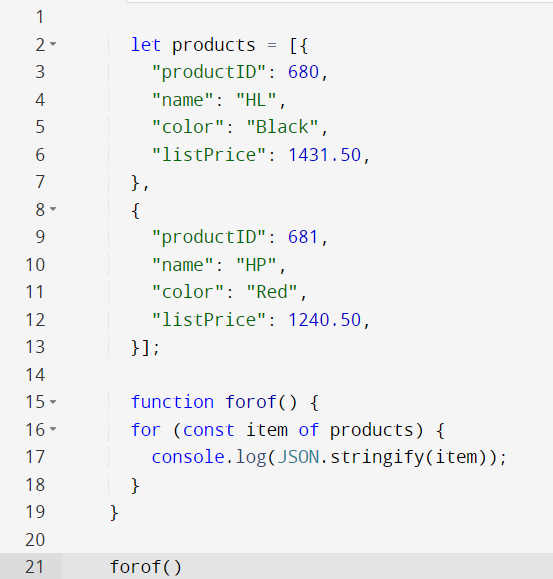 1
2 let products = [{
3 "productID": 680,
4 "name": "HL",
5 "color": "Black",
6 "listPrice": 1431.50,
7 },
8 {
9 "productID": 681,
10 "name": "HP",
11 "color": "Red",
12 "listPrice": 1240.50,
13 }];
14
15 function forof() {
16 for (const item of products) {
17 console.log(JSON.stringify(item));
18 }
19 }
20
21 forof()